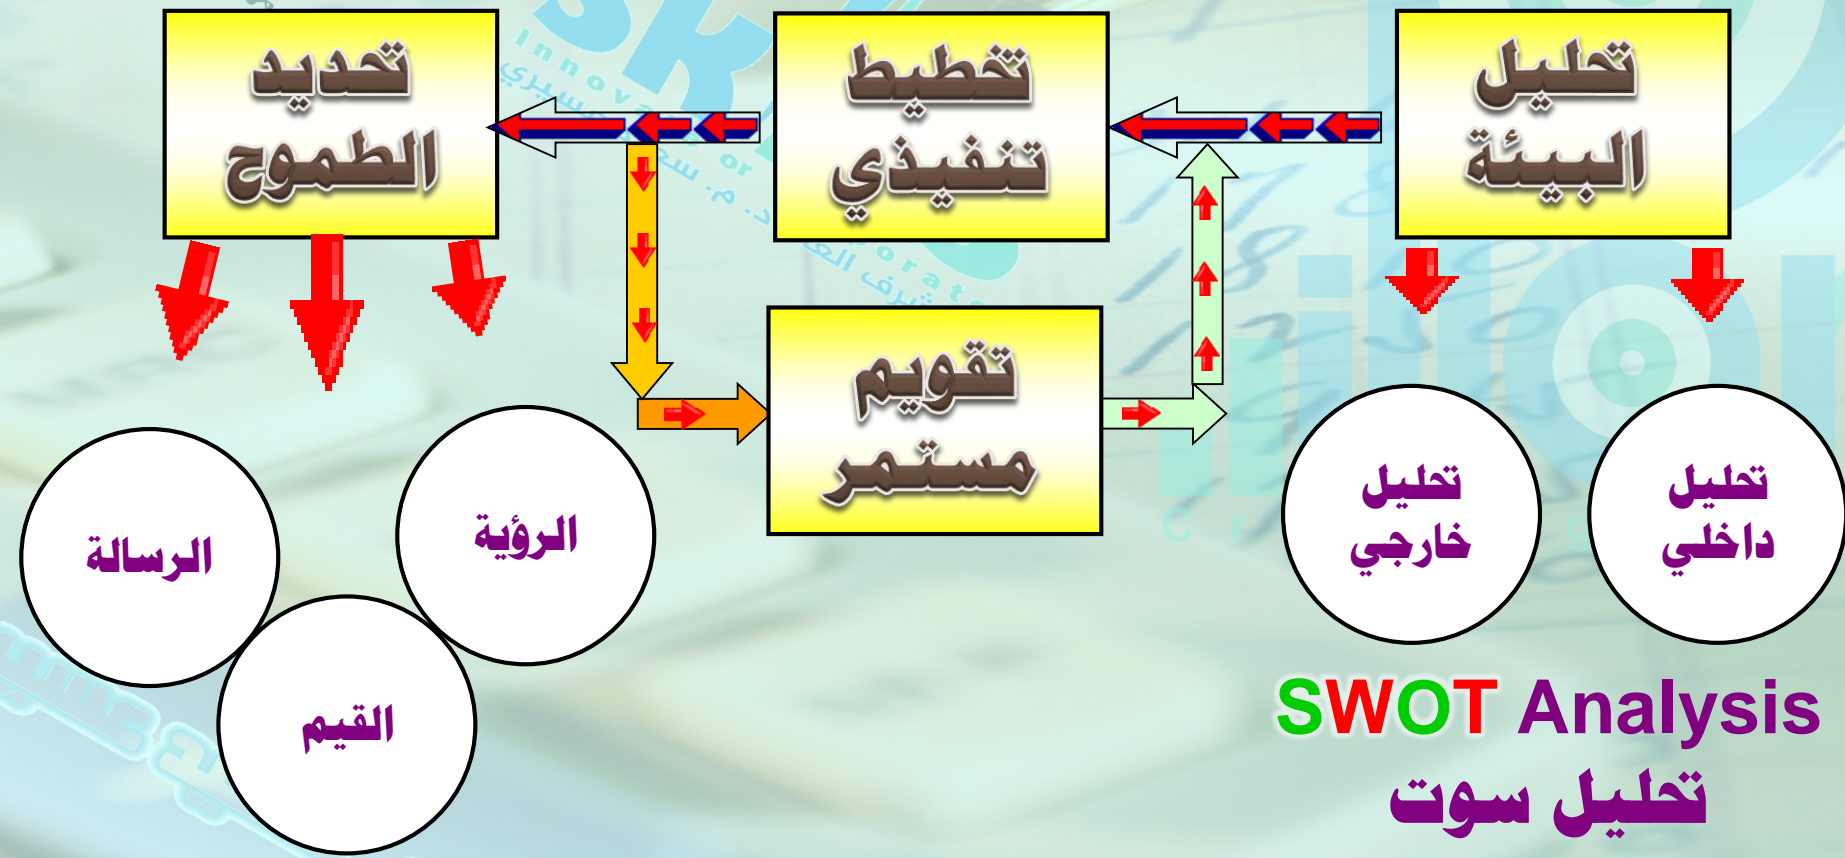 تحليل
البيئة
تخطيط
تنفيذي
تحديد
الطموح
تقويم
مستمر
تحليل
داخلي
تحليل
خارجي
الرؤية
الرسالة
القيم
SWOT Analysis
تحليل سوت